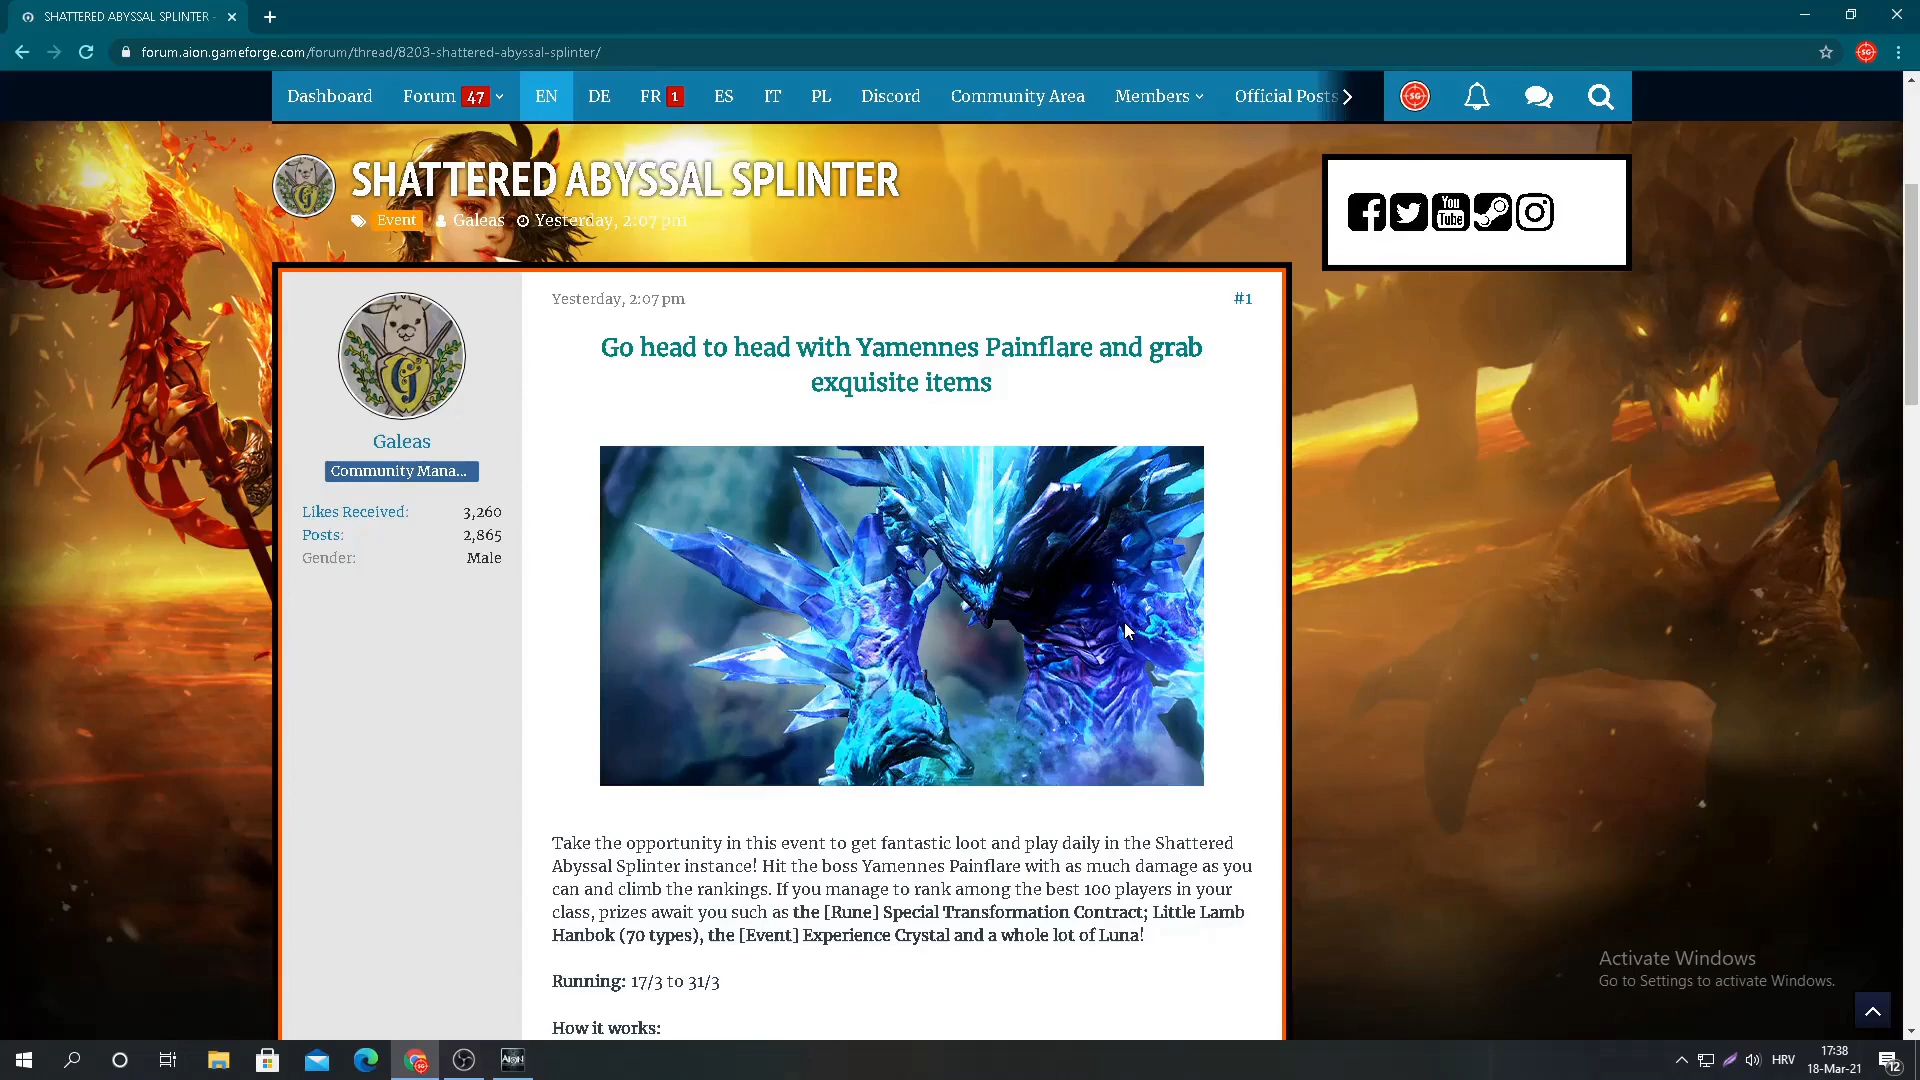 SHATTERED ABYSSAL SPLINTER -
forum.aion.gameforge.com/forum/thread/8203-shattered-abyssal-splinter/
Dashboard Forum 47 EN DE FR 1 ES IT PL Discord Community Area Members Official Posts
SG
SHATTERED ABYSSAL SPLINTER
Event Galeas Yesterday, 2:07 pm
You
Tube
Yesterday, 2:07 pm #1
Go head to head with Yamennes Painflare and grab
exquisite items
G
Galeas
Community Mana...
Likes Received: 3,260
Posts: 2,865
Gender: Male
Take the opportunity in this event to get fantastic loot and play daily in the Shattered
Abyssal Splinter instance! Hit the boss Yamennes Painflare with as much damage as you
can and climb the rankings. If you manage to rank among the best 100 players in your
class, prizes await you such as the [Rune] Special Transformation Contract; Little Lamb
Hanbok (70 types), the [Event] Experience Crystal and a whole lot of Luna!
Running: 17/3 to 31/3
How it works:
Activate Windows
Go to Settings to activate Windows.
AION
HRV
17:38
18-Mar-21
12